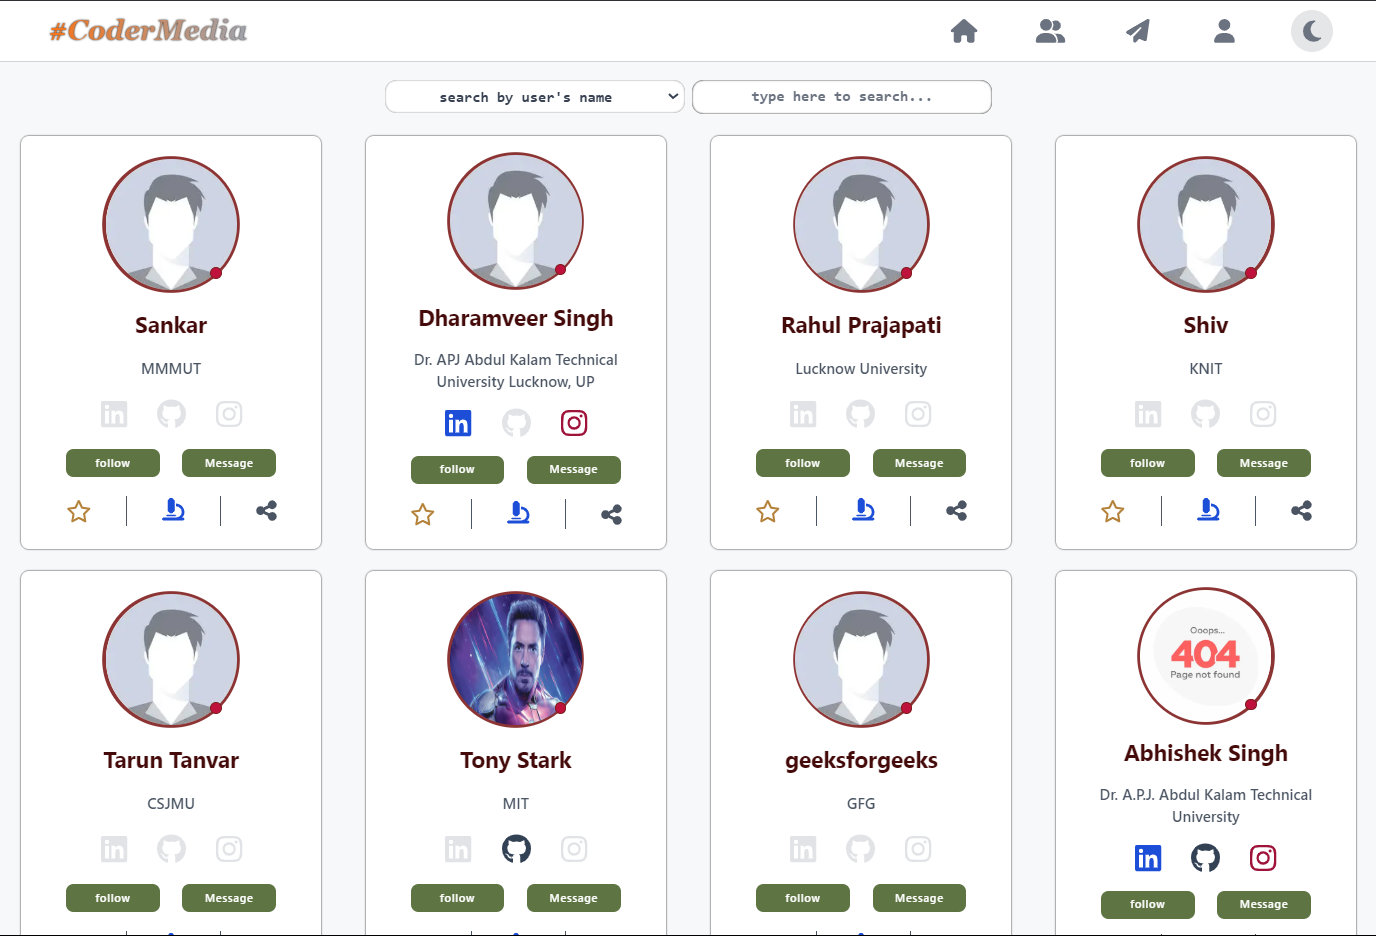 #CoderMedia
search by user's name
type here to search...
Sankar
MMMUT
follow
Message
Dharamveer Singh
Dr. APJ Abdul Kalam Technical
University Lucknow, UP
follow
Message
Rahul Prajapati
Lucknow University
follow
Message
Shiv
KNIT
follow
Message
Tarun Tanvar
CSJMU
follow
Message
Tony Stark
MIT
follow
Message
geeksforgeeks
GFG
follow
Message
Ooops...
404
Page not found
Abhishek Singh
Dr. A.P.J. Abdul Kalam Technical
University
follow
Message